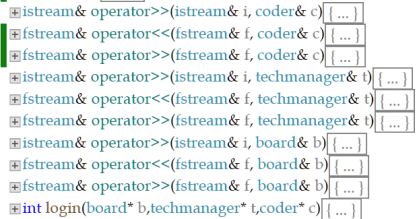 istream& operator>>(istream& i, coder& c){ ... }
fstream& operator<<(fstream& f, coder& c){ ... }
fstream& operator>>(fstream& f, coder& c){ ... }
istream& operator>>(istream& i, techmanager& t){ ... }
fstream& operator<<(fstream& f, techmanager& t){ ... }
fstream& operator>>(fstream& f, techmanager& t){ ... }
istream& operator>>(istream& i, board& b){ ... }
fstream& operator<<(fstream& f, board& b){ ... }
fstream& operator>>(fstream& f, board& b){ ... }
int login(board* b,techmanager* t,coder* c){ ... }